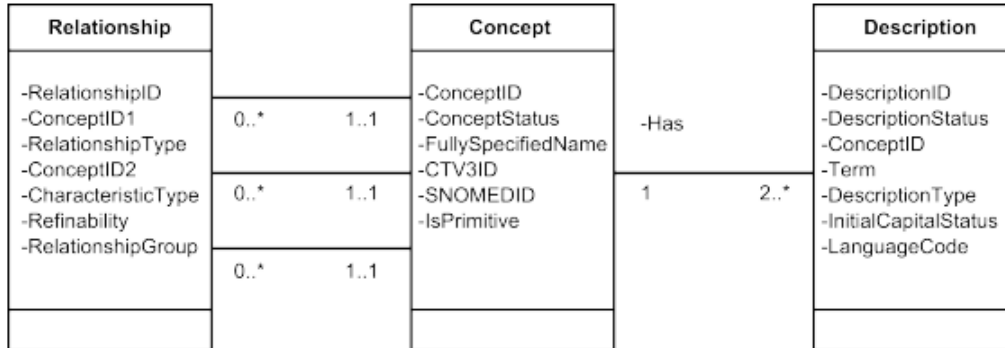 Relationship
-RelationshipID
-ConceptID1
-RelationshipType
-ConceptID2
-CharacteristicType
-Refinability
-RelationshipGroup
0..* 1..1
0..* 1..1
0..* 1..1
Concept
-ConceptID
-ConceptStatus
-FullySpecifiedName
-CTV3ID
-SNOMEDID
-IsPrimitive
-Has
1 2..*
Description
-DescriptionID
-DescriptionStatus
-ConceptID
-Term
-DescriptionType
-InitialCapitalStatus
-LanguageCode